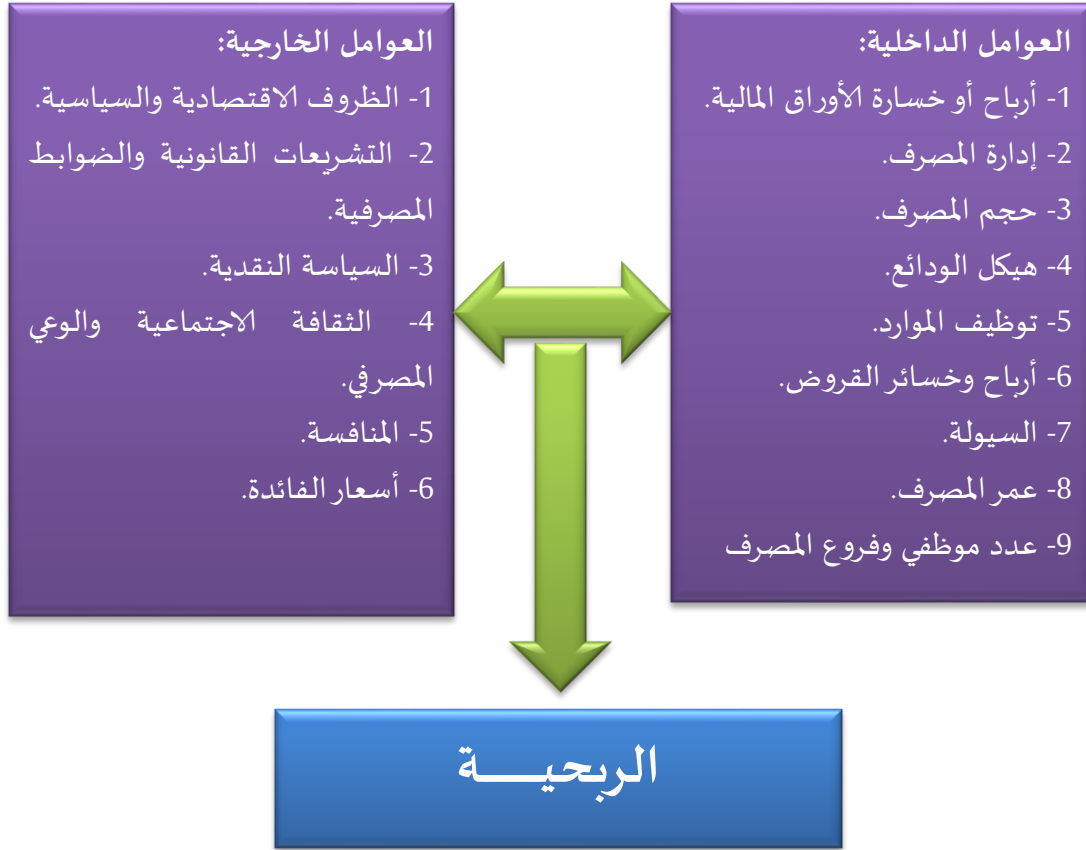 العوامل الداخلية:
1- أرباح أو خسارة الأوراق المالية.
2- إدارة المصرف.
3- حجم المصرف.
4- هيكل الودائع.
5- توظيف الموارد.
6- أرباح وخسائر القروض.
7- السيولة.
8- عمر المصرف.
9- عدد موظفي وفروع المصرف
العوامل الخارجية:
1- الظروف الاقتصادية والسياسية.
2- التشريعات القانونية والضوابط
المصرفية.
3- السياسة النقدية.
4- الثقافة الاجتماعية والوعي
المصرفي.
5- المنافسة.
6- أسعار الفائدة.
الربحيـــــة